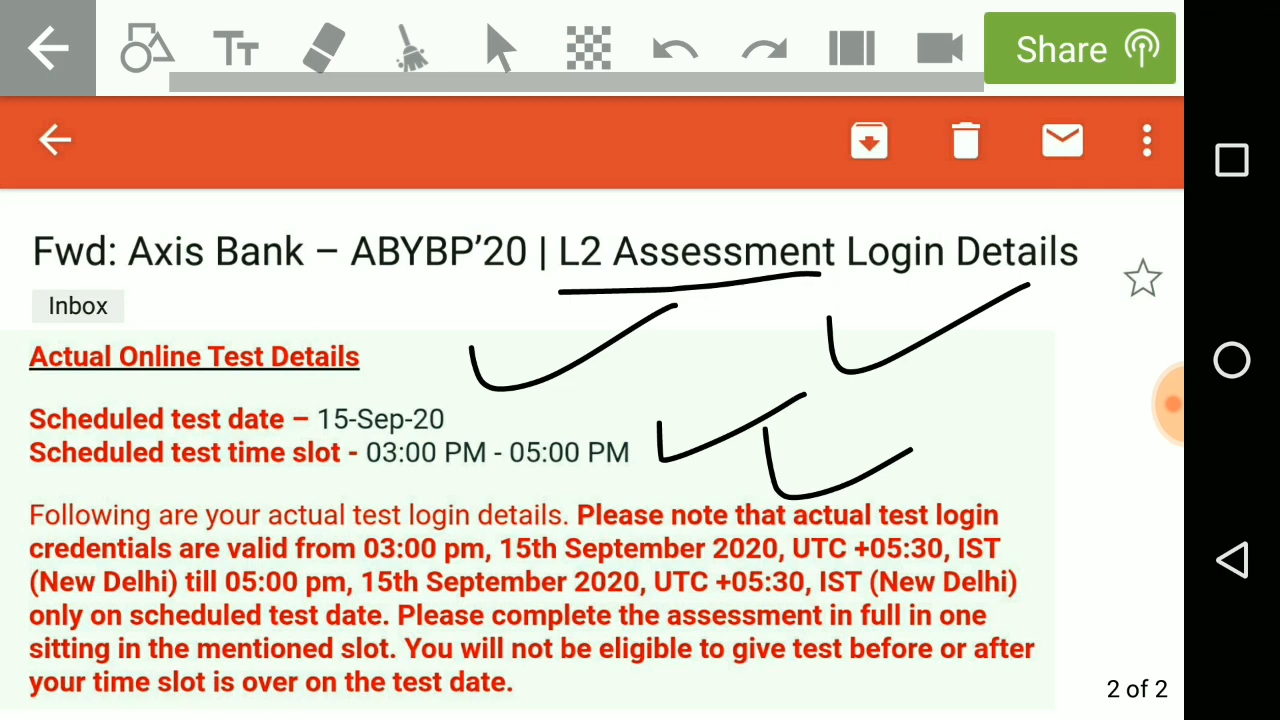 TT Share
Fwd: Axis Bank – ABYBP’20 | L2 Assessment Login Details
Inbox
Actual Online Test Details
Scheduled test date – 15-Sep-20
Scheduled test time slot - 03:00 PM - 05:00 PM
Following are your actual test login details. Please note that actual test login
credentials are valid from 03:00 pm, 15th September 2020, UTC +05:30, IST
(New Delhi) till 05:00 pm, 15th September 2020, UTC +05:30, IST (New Delhi)
only on scheduled test date. Please complete the assessment in full in one
sitting in the mentioned slot. You will not be eligible to give test before or after
your time slot is over on the test date.
2 of 2